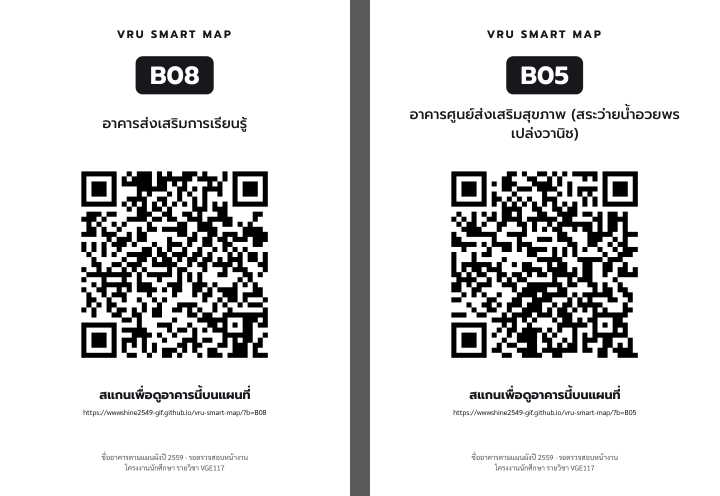 VRU SMART MAP
B08
อาคารส่งเสริมการเรียนรู้
สแกนเพื่อดูอาคารนี้บนแผนที่
https://wwwshine2549-gif.github.io/vru-smart-map/?b=B08
ชื่ออาคารตามแผนผังปี 2559 · รอตรวจสอบหน้างาน
โครงงานนักศึกษา รายวิชา VGE117
VRU SMART MAP
B05
อาคารศูนย์ส่งเสริมสุขภาพ (สระว่ายน้ำอวยพร
เปล่งวานิช)
สแกนเพื่อดูอาคารนี้บนแผนที่
https://wwwshine2549-gif.github.io/vru-smart-map/?b=B05
ชื่ออาคารตามแผนผังปี 2559 · รอตรวจสอบหน้างาน
โครงงานนักศึกษา รายวิชา VGE117